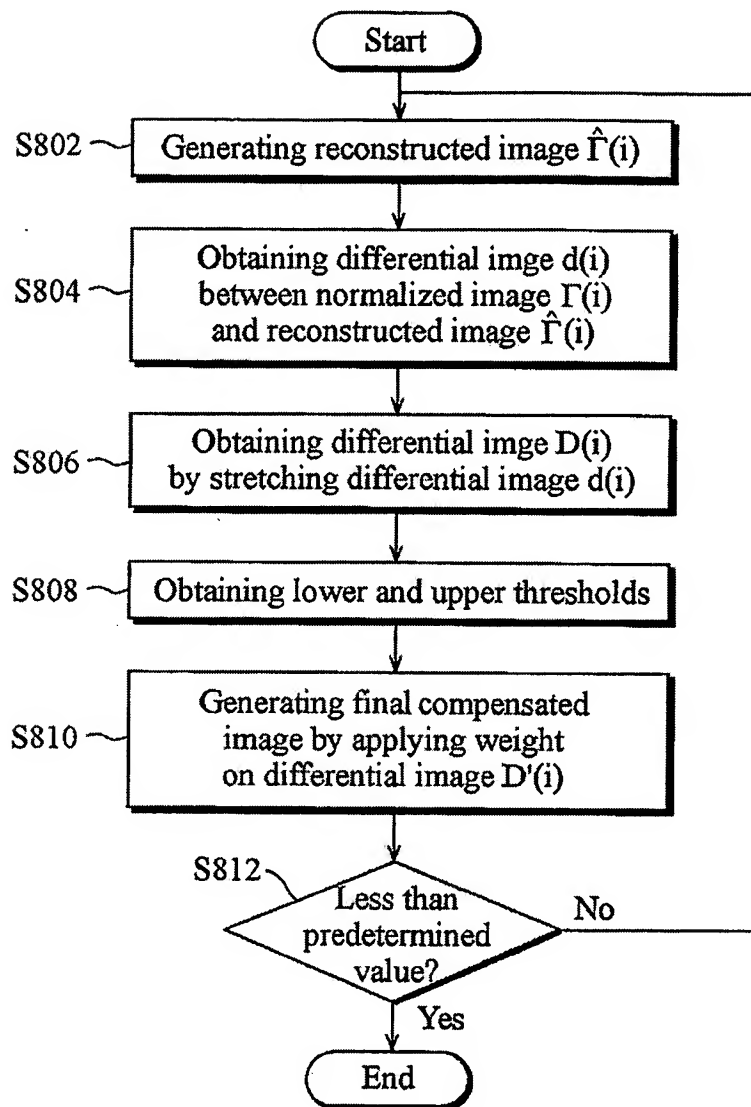 Start
S802
Generating reconstructed image Γ̂(i)
S804
Obtaining differential imge d(i)
between normalized image Γ(i)
and reconstructed image Γ̂(i)
S806
Obtaining differential imge D(i)
by stretching differential image d(i)
S808
Obtaining lower and upper thresholds
S810
Generating final compensated
image by applying weight
on differential image D'(i)
S812
Less than
predetermined
value?
No
Yes
End